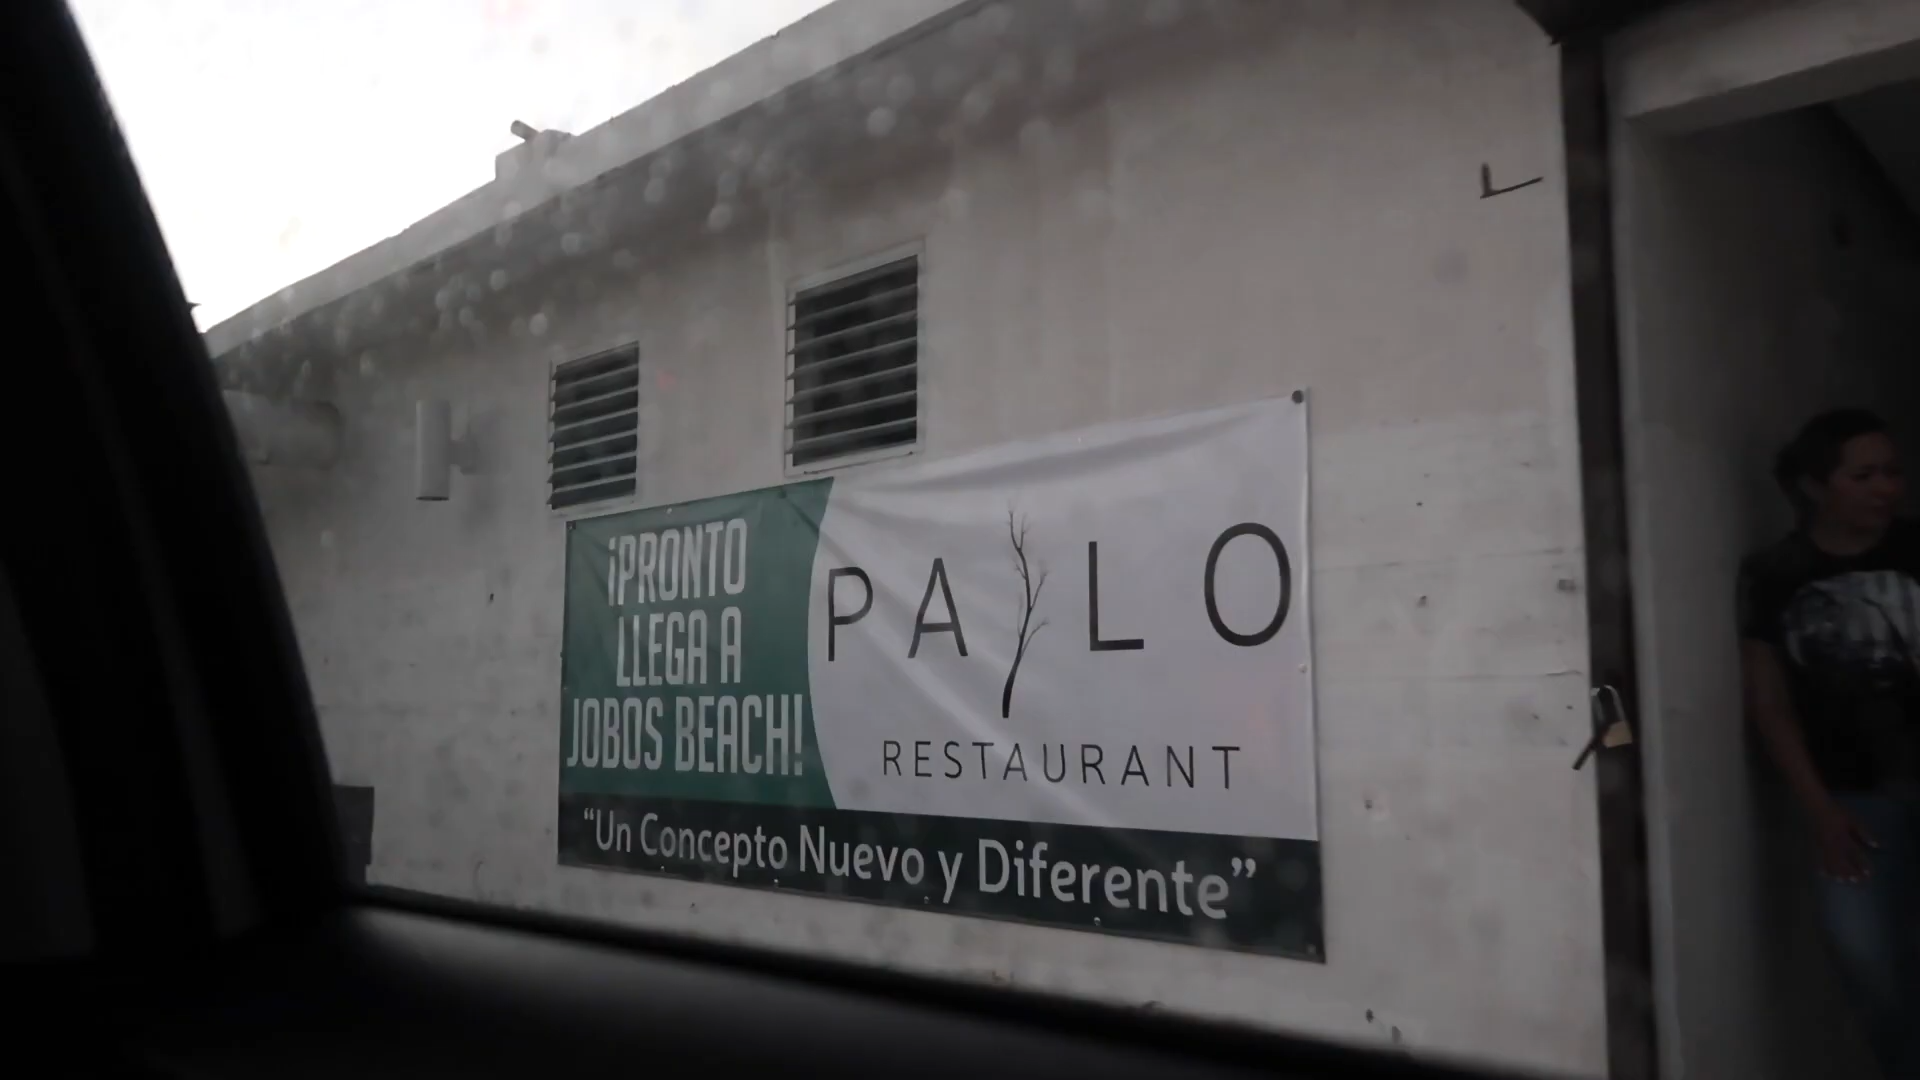 ¡PRONTO
LLEGA A
JOBOS BEACH!
PALO
RESTAURANT
"Un Concepto Nuevo y Diferente"